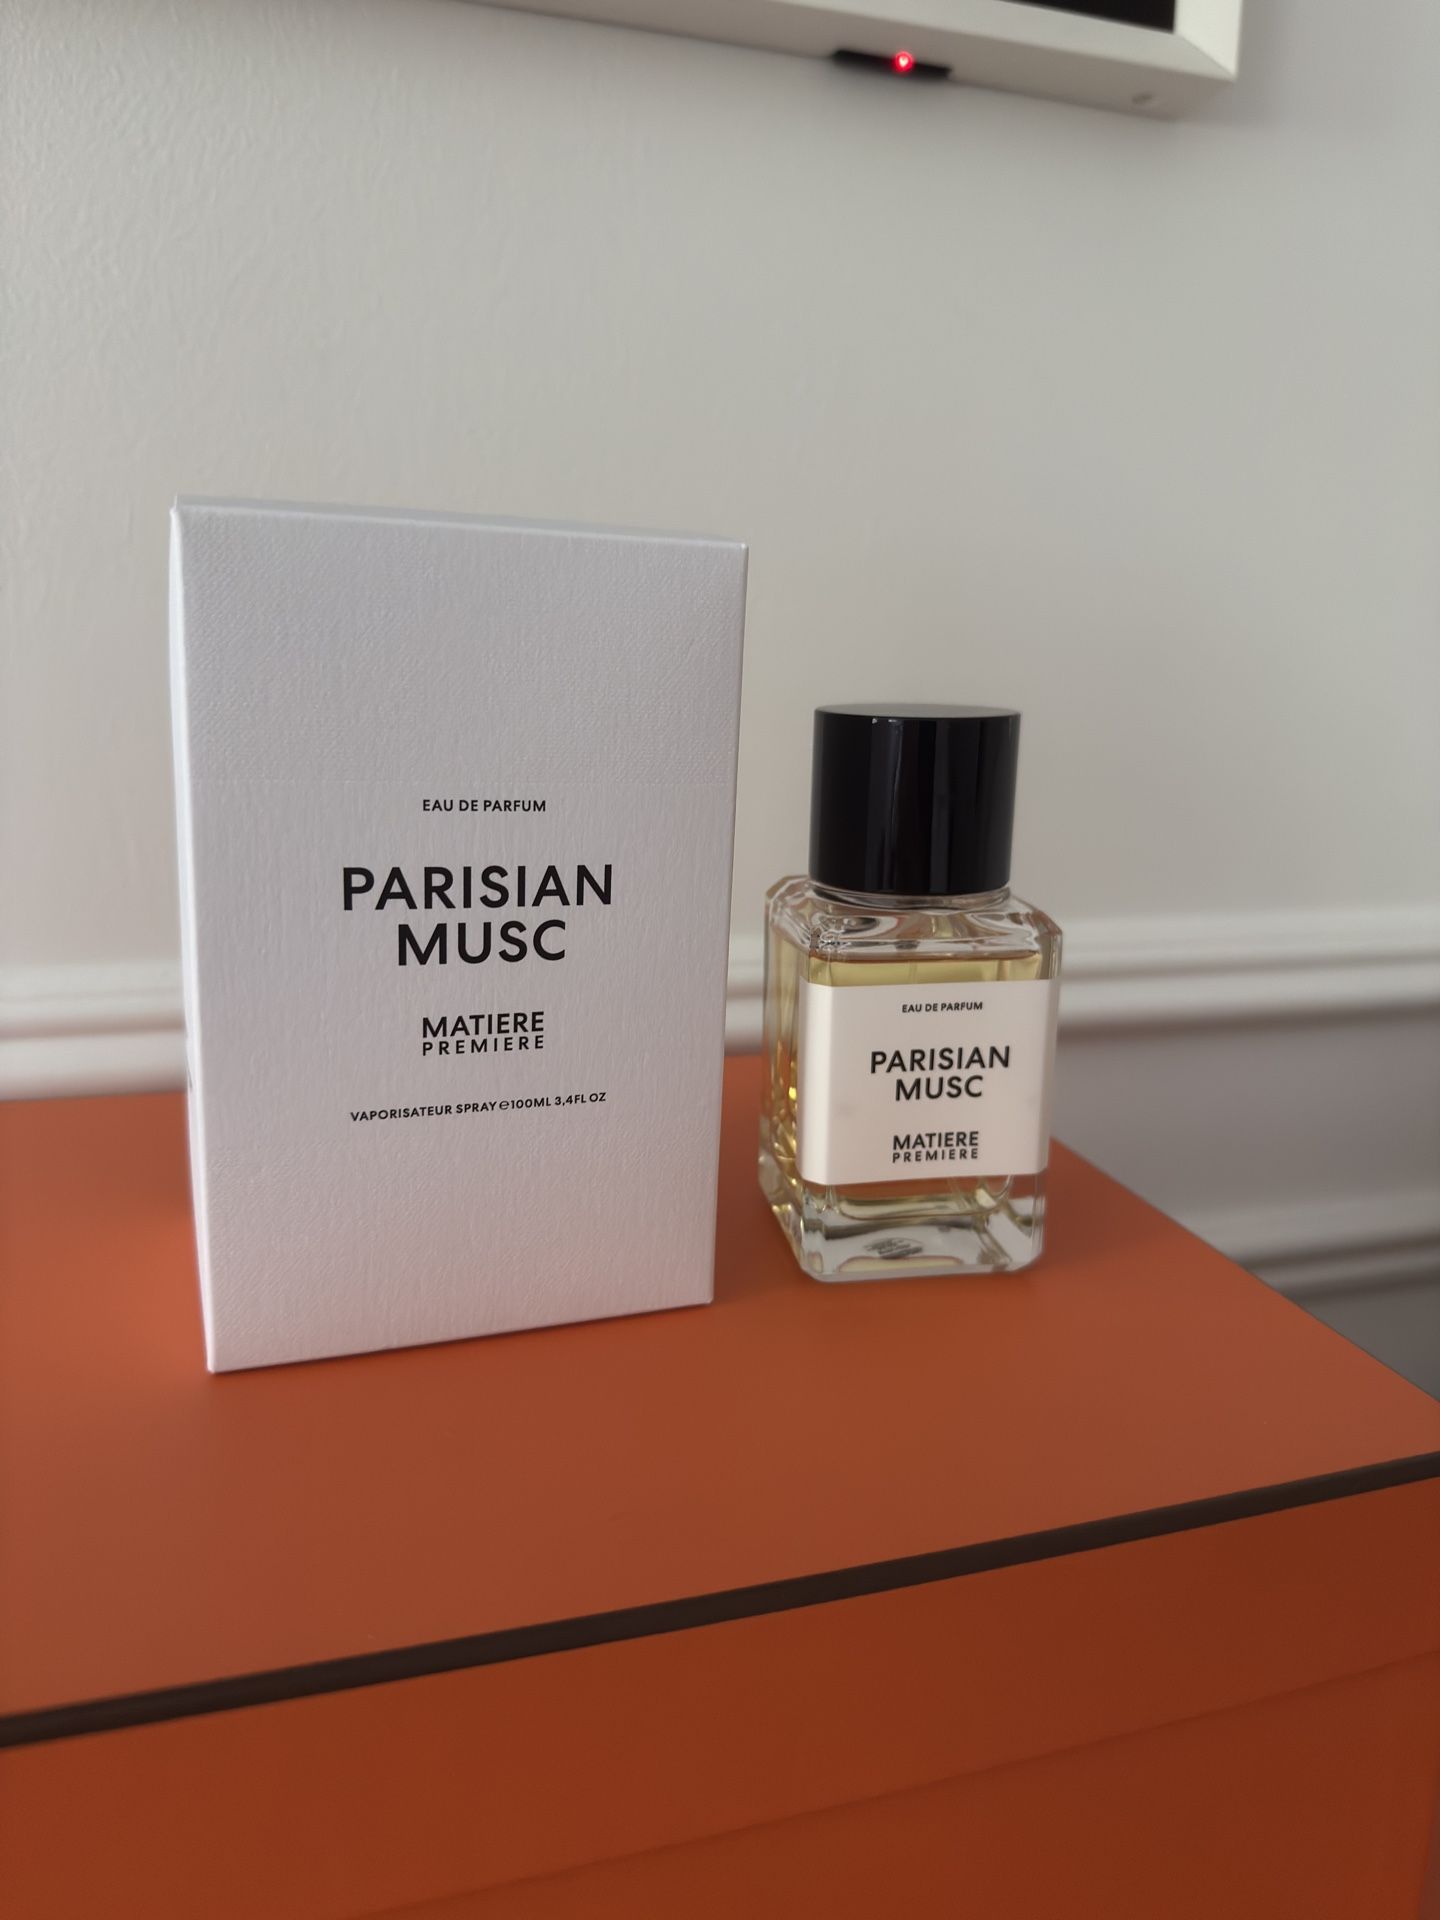 EAU DE PARFUM
PARISIAN
MUSC
MATIERE
PREMIERE
VAPORISATEUR SPRAY ℮100ML 3,4FL OZ
EAU DE PARFUM
PARISIAN
MUSC
MATIERE
PREMIERE